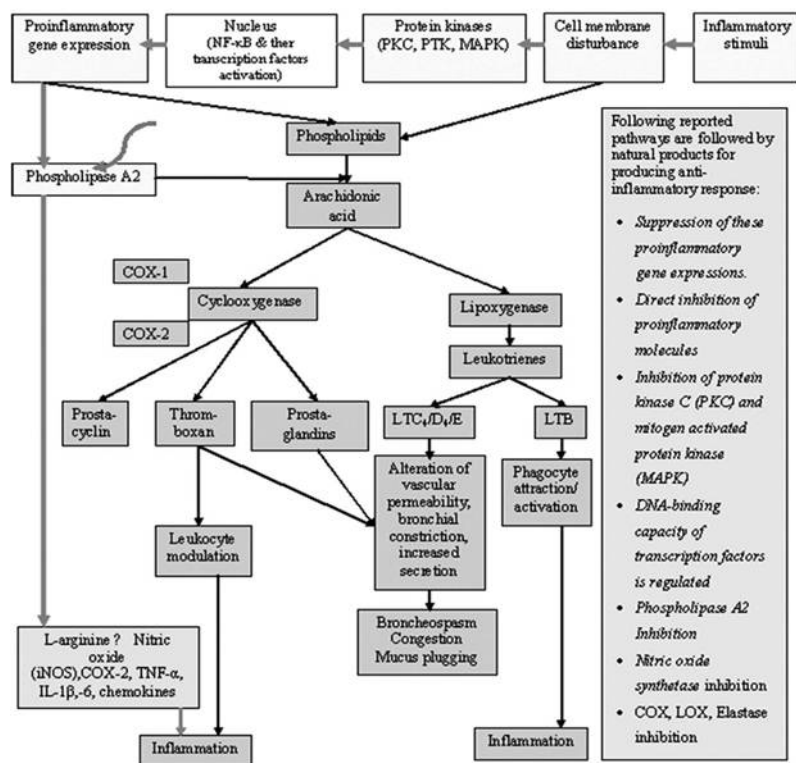 Proinflammatory
gene expression
Nucleus
(NF-κB & ther
transcription factors
activation)
Protein kinases
(PKC, PTK, MAPK)
Cell membrane
disturbance
Inflammatory
stimuli
Phospholipids
Phospholipase A2
Arachidonic
acid
COX-1
Cyclooxygenase
COX-2
Lipoxygenase
Leukotrienes
Prosta-
cyclin
Throm-
boxan
Prosta-
glandins
LTC₄/D₄/E
LTB
Alteration of
vascular
permeability,
bronchial
constriction,
increased
secretion
Phagocyte
attraction/
activation
Leukocyte
modulation
Broncheospasm
Congestion
Mucus plugging
L-arginine ? Nitric
oxide
(iNOS),COX-2, TNF-α,
IL-1β,-6, chemokines
Inflammation
Inflammation
Following reported
pathways are followed by
natural products for
producing anti-
inflammatory response:
• Suppression of these
proinflammatory
gene expressions.
• Direct inhibition of
proinflammatory
molecules
• Inhibition of protein
kinase C (PKC) and
mitogen activated
protein kinase
(MAPK)
• DNA-binding
capacity of
transcription factors
is regulated
• Phospholipase A2
Inhibition
• Nitric oxide
synthetase inhibition
• COX, LOX, Elastase
inhibition